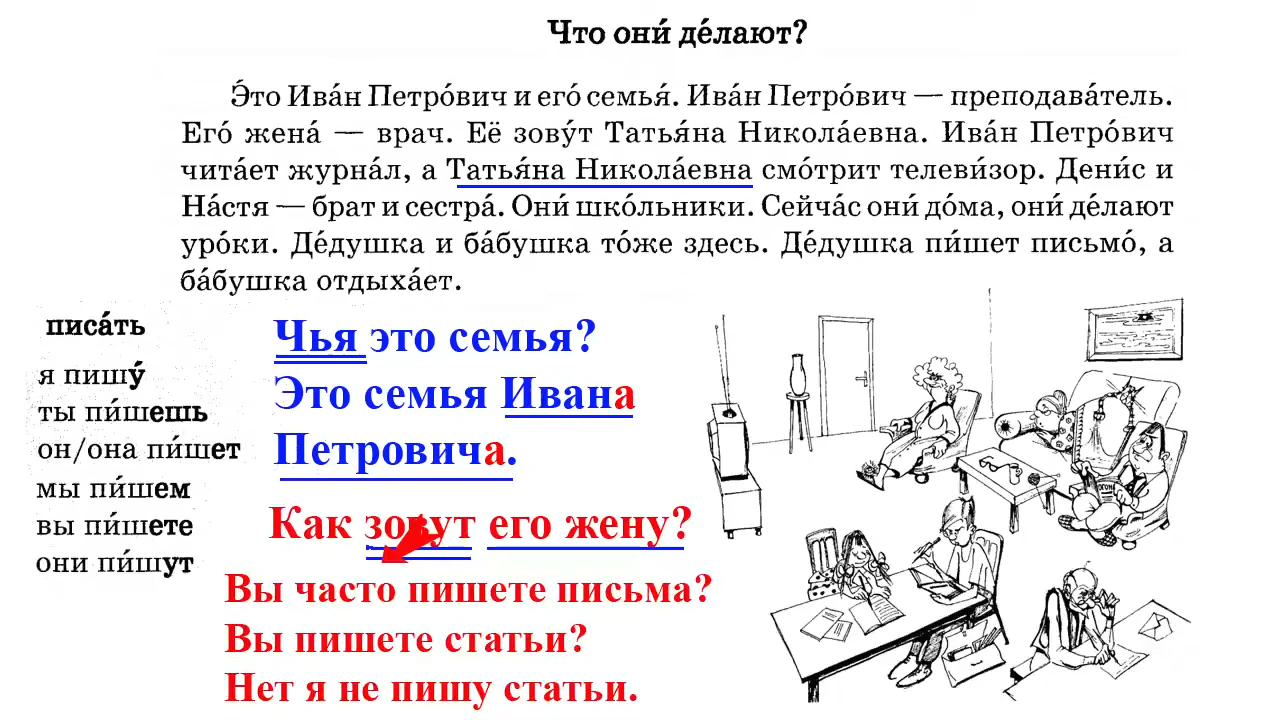 Что они́ де́лают?
Э́то Ива́н Петро́вич и его́ семья́. Ива́н Петро́вич — преподава́тель.
Его́ жена́ — врач. Её зову́т Татья́на Никола́евна. Ива́н Петро́вич
чита́ет журна́л, а Татья́на Никола́евна смо́трит телеви́зор. Дени́с и
На́стя — брат и сестра́. Они́ шко́льники. Сейча́с они́ до́ма, они́ де́лают
уро́ки. Де́душка и ба́бушка то́же здесь. Де́душка пи́шет письмо́, а
ба́бушка отдыха́ет.
писа́ть
я пишу́
ты пи́шешь
он/она пи́шет
мы пи́шем
вы пи́шете
они пи́шут
Чья это семья?
Это семья Ивана
Петровича.
Как зовут его жену?
Вы часто пишете письма?
Вы пишете статьи?
Нет я не пишу статьи.